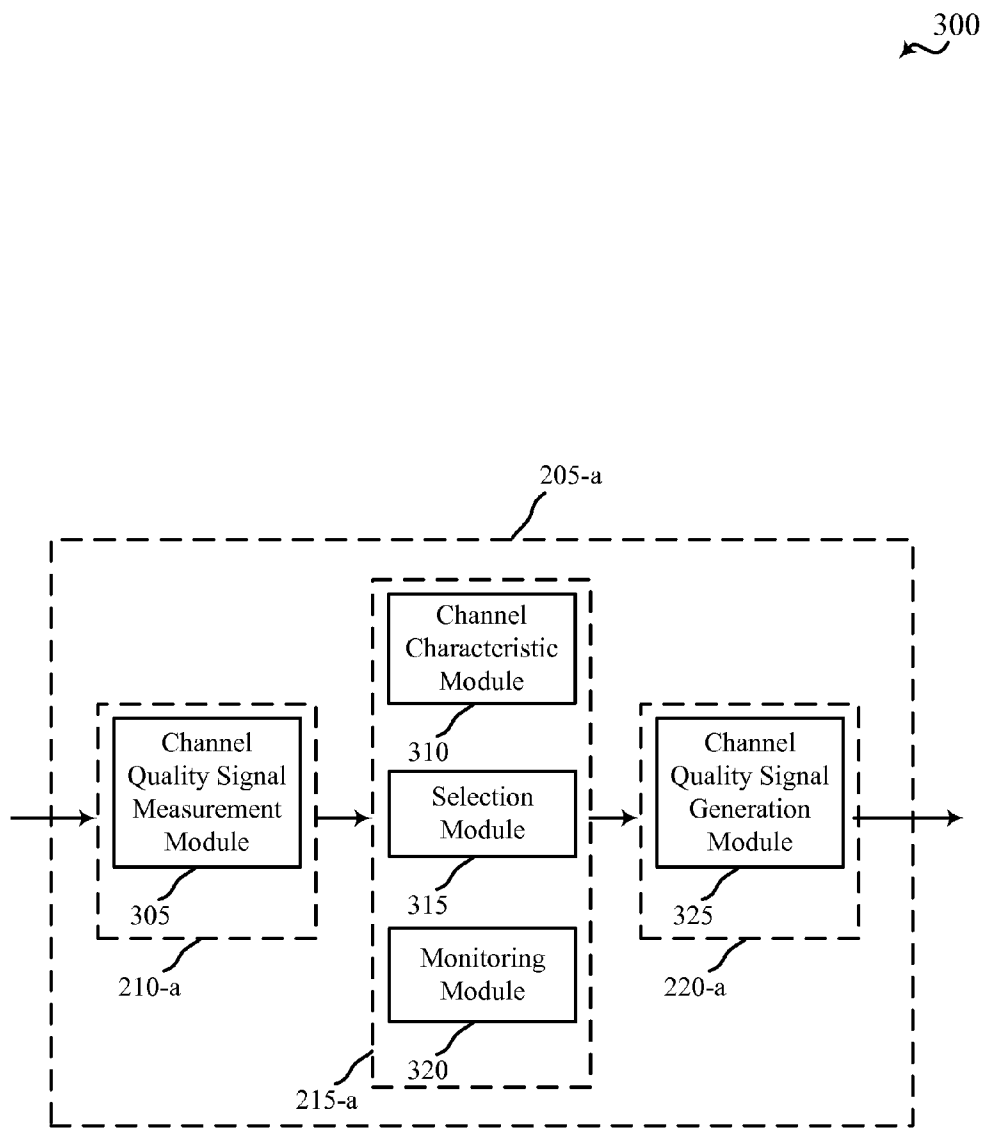 300
205-a
Channel
Characteristic
Module
310
Channel
Quality Signal
Measurement
Module
305
210-a
Selection
Module
315
Monitoring
Module
320
215-a
Channel
Quality Signal
Generation
Module
325
220-a